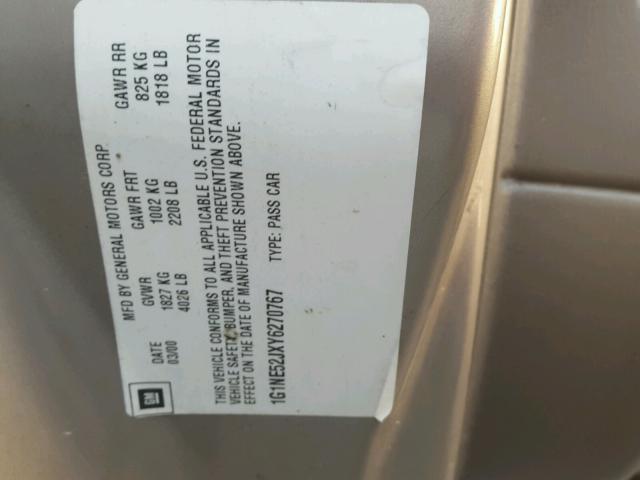 MFD BY GENERAL MOTORS CORP.
DATE GVWR GAWR FRT GAWR RR
03/00 1827 KG 1002 KG 825 KG
4026 LB 2208 LB 1818 LB
THIS VEHICLE CONFORMS TO ALL APPLICABLE U.S. FEDERAL MOTOR
VEHICLE SAFETY, BUMPER, AND THEFT PREVENTION STANDARDS IN
EFFECT ON THE DATE OF MANUFACTURE SHOWN ABOVE.
1G1NE52JXY6270767 TYPE: PASS CAR
GM